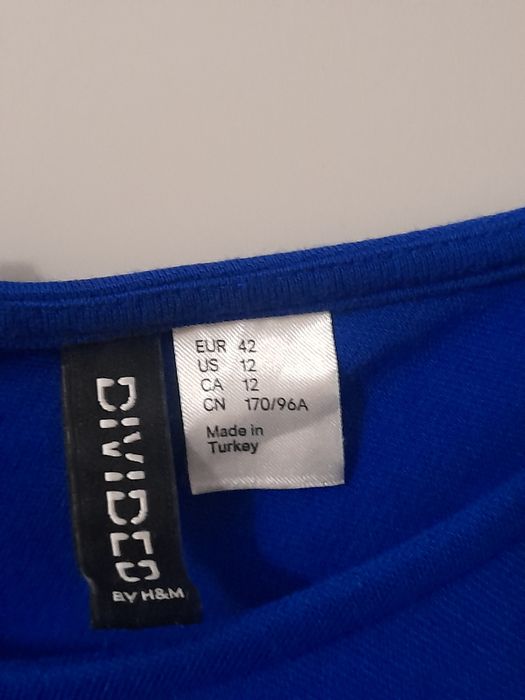 DIVIDED
BY H&M
EUR 42
US 12
CA 12
CN 170/96A
Made in
Turkey